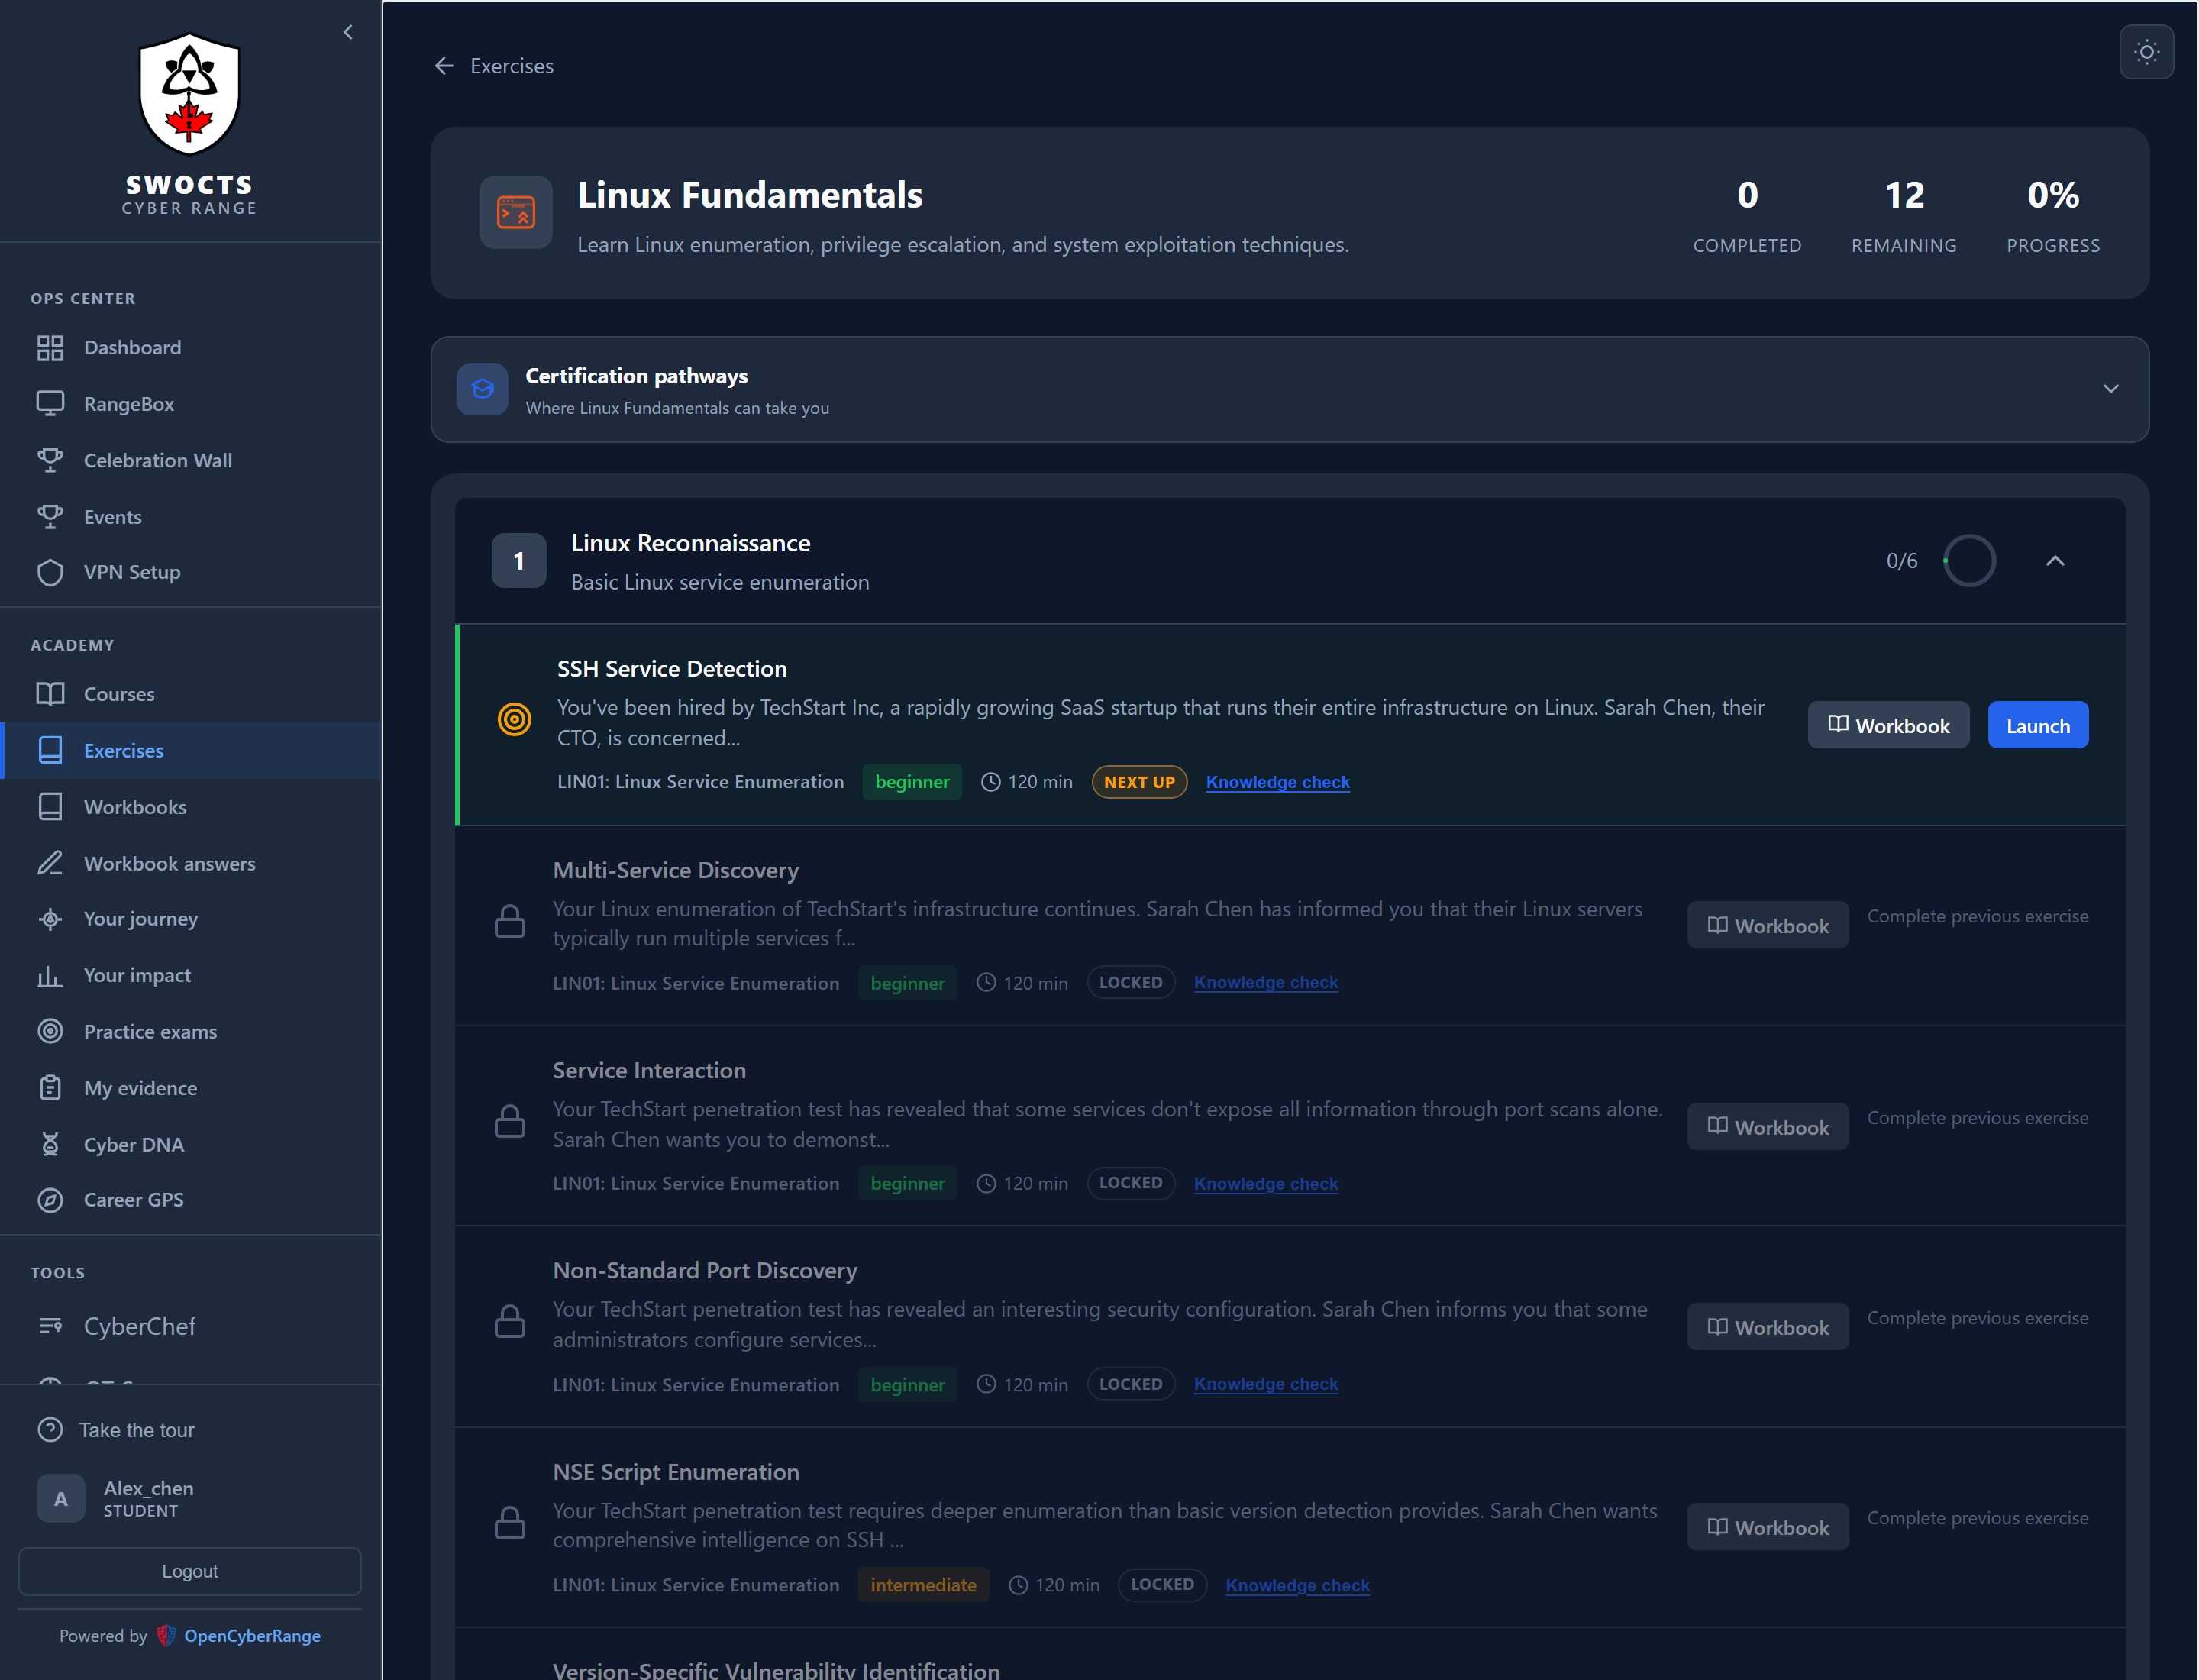 SWOCTS
CYBER RANGE
OPS CENTER
Dashboard
RangeBox
Celebration Wall
Events
VPN Setup
ACADEMY
Courses
Exercises
Workbooks
Workbook answers
Your journey
Your impact
Practice exams
My evidence
Cyber DNA
Career GPS
TOOLS
CyberChef
Take the tour
A
Alex_chen
STUDENT
Logout
Powered by OpenCyberRange
Exercises
Linux Fundamentals
Learn Linux enumeration, privilege escalation, and system exploitation techniques.
0
COMPLETED
12
REMAINING
0%
PROGRESS
Certification pathways
Where Linux Fundamentals can take you
1
Linux Reconnaissance
Basic Linux service enumeration
0/6
SSH Service Detection
You've been hired by TechStart Inc, a rapidly growing SaaS startup that runs their entire infrastructure on Linux. Sarah Chen, their
CTO, is concerned...
LIN01: Linux Service Enumeration beginner 120 min NEXT UP Knowledge check
Workbook
Launch
Multi-Service Discovery
Your Linux enumeration of TechStart's infrastructure continues. Sarah Chen has informed you that their Linux servers
typically run multiple services f...
LIN01: Linux Service Enumeration beginner 120 min LOCKED Knowledge check
Workbook
Complete previous exercise
Service Interaction
Your TechStart penetration test has revealed that some services don't expose all information through port scans alone.
Sarah Chen wants you to demonst...
LIN01: Linux Service Enumeration beginner 120 min LOCKED Knowledge check
Workbook
Complete previous exercise
Non-Standard Port Discovery
Your TechStart penetration test has revealed an interesting security configuration. Sarah Chen informs you that some
administrators configure services...
LIN01: Linux Service Enumeration beginner 120 min LOCKED Knowledge check
Workbook
Complete previous exercise
NSE Script Enumeration
Your TechStart penetration test requires deeper enumeration than basic version detection provides. Sarah Chen wants
comprehensive intelligence on SSH ...
LIN01: Linux Service Enumeration intermediate 120 min LOCKED Knowledge check
Workbook
Complete previous exercise
Version-Specific Vulnerability Identification